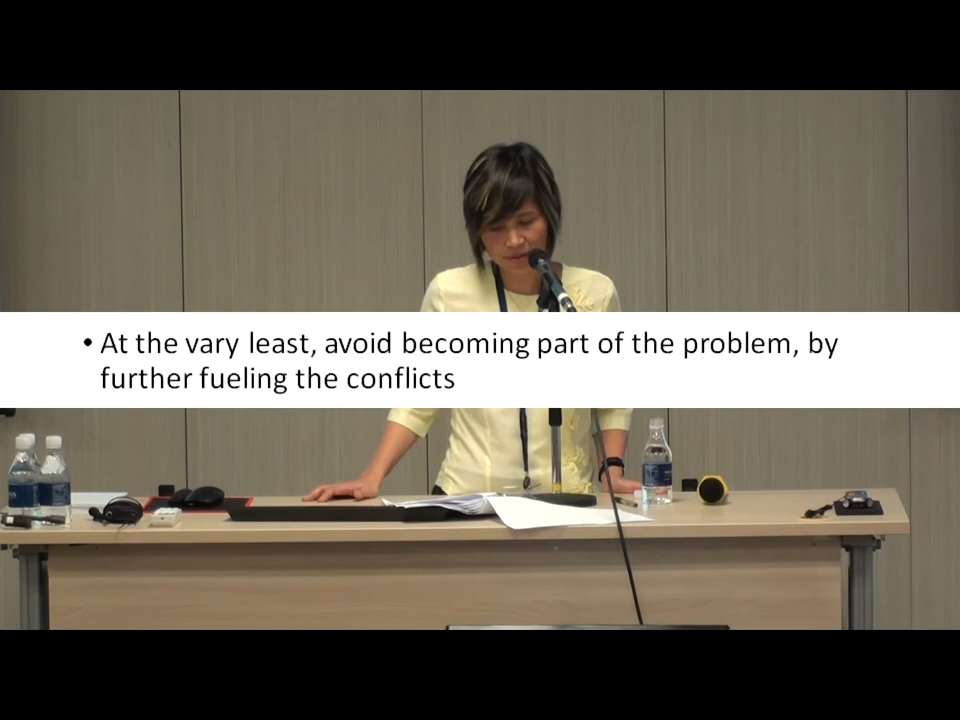 • At the vary least, avoid becoming part of the problem, by
further fueling the conflicts